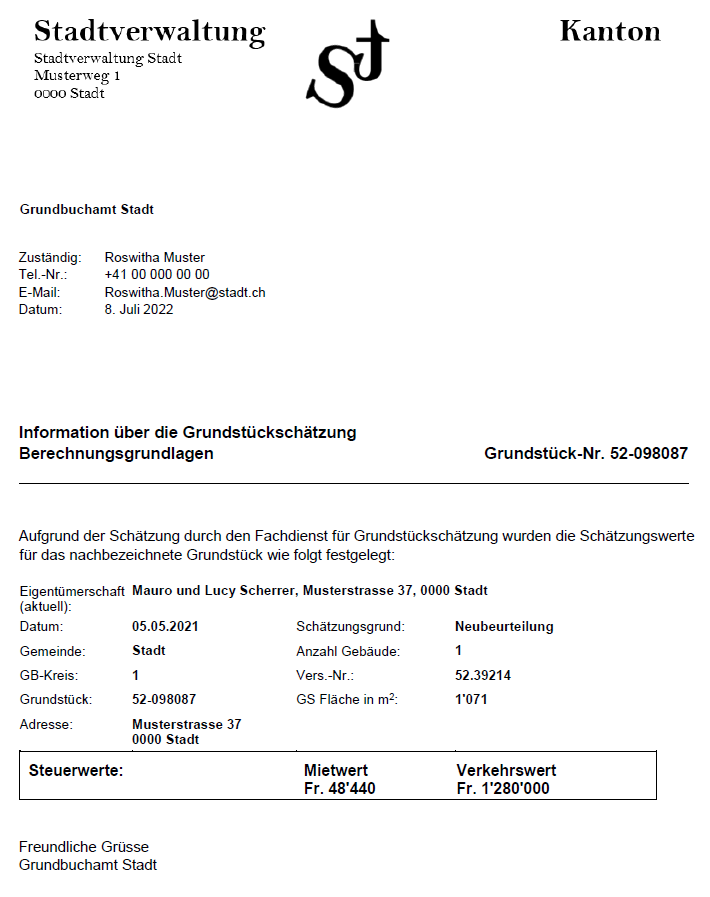 Stadtverwaltung
Kanton
Stadtverwaltung Stadt
Musterweg 1
0000 Stadt
St
Grundbuchamt Stadt
Zuständig: Roswitha Muster
Tel.-Nr.: +41 00 000 00 00
E-Mail: Roswitha.Muster@stadt.ch
Datum: 8. Juli 2022
Information über die Grundstückschätzung
Berechnungsgrundlagen Grundstück-Nr. 52-098087
Aufgrund der Schätzung durch den Fachdienst für Grundstückschätzung wurden die Schätzungswerte
für das nachbezeichnete Grundstück wie folgt festgelegt:
Eigentümerschaft Mauro und Lucy Scherrer, Musterstrasse 37, 0000 Stadt
(aktuell):
Datum: 05.05.2021 Schätzungsgrund: Neubeurteilung
Gemeinde: Stadt Anzahl Gebäude: 1
GB-Kreis: 1 Vers.-Nr.: 52.39214
Grundstück: 52-098087 GS Fläche in m²: 1'071
Adresse: Musterstrasse 37
0000 Stadt
Steuerwerte: Mietwert Verkehrswert
Fr. 48'440 Fr. 1'280'000
Freundliche Grüsse
Grundbuchamt Stadt